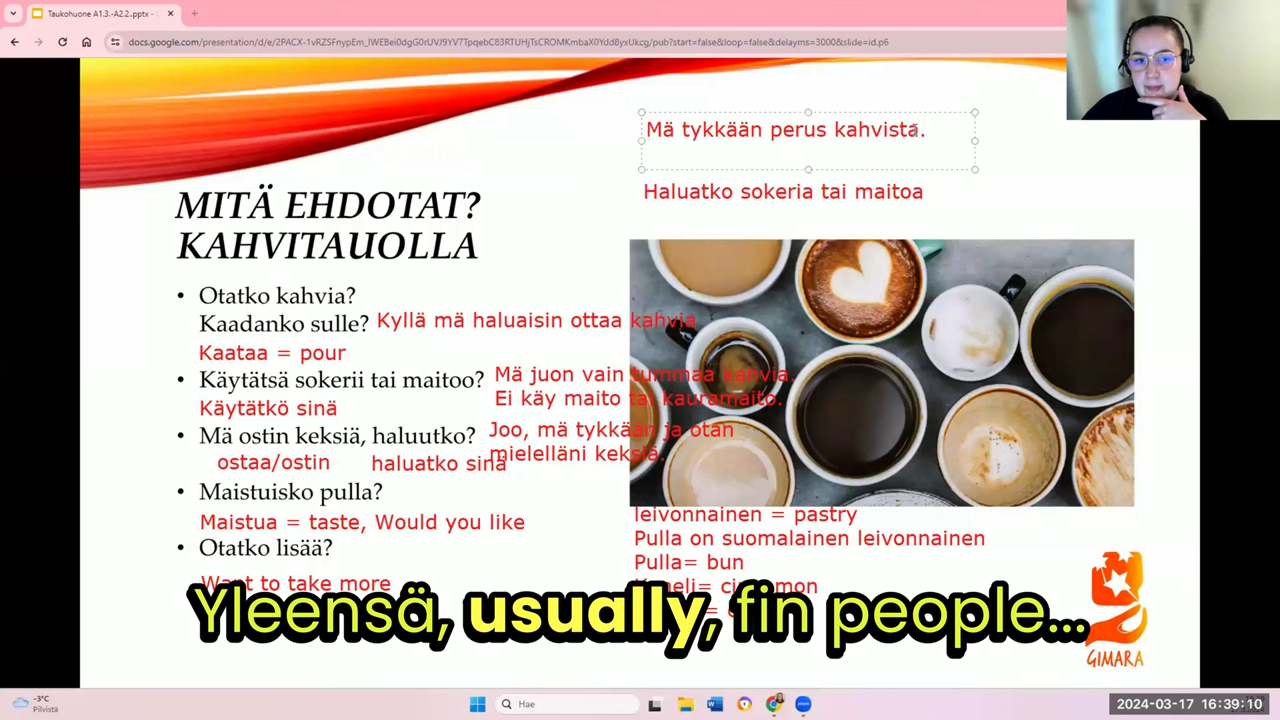 Taukohuone A1.3.-A2.2.pptx -
docs.google.com/presentation/d/e/2PACX-1vRZSFnypEm_lWEBei0dgG0rUVJ9YV7TpqebC83RTUHjTsCROMKmbaX0Ydd8yxUkcg/pub?start=false&loop=false&delayms=3000&slide=id.p6
Mä tykkään perus kahvista.
Haluatko sokeria tai maitoa
MITÄ EHDOTAT?
KAHVITAUOLLA
• Otatko kahvia?
Kaadanko sulle? Kyllä mä haluaisin ottaa kahvia
Kaataa = pour
• Käytätsä sokerii tai maitoo?
Mä juon vain tummaa kahvia.
Ei käy maito tai kauramaito.
Käytätkö sinä
• Mä ostin keksiä, haluutko?
Joo, mä tykkään ja otan
mielelläni keksiä.
ostaa/ostin haluatko sinä
• Maistuisko pulla?
Maistua = taste, Would you like
• Otatko lisää?
Want to take more
leivonnainen = pastry
Pulla on suomalainen leivonnainen
Pulla= bun
Yleensä, usually, fin people...
GIMARA
-3°C
Pilvistä
Hae
2024-03-17 16:39:10